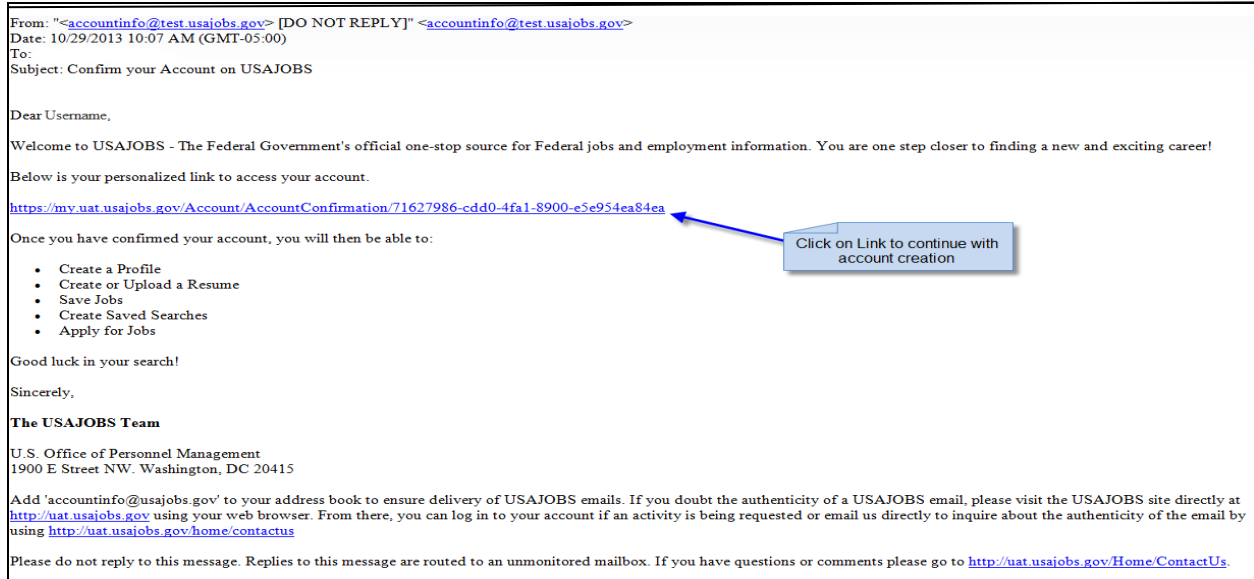 From: "<accountinfo@test.usajobs.gov> [DO NOT REPLY]" <accountinfo@test.usajobs.gov>
Date: 10/29/2013 10:07 AM (GMT-05:00)
To:
Subject: Confirm your Account on USAJOBS
Dear Username,
Welcome to USAJOBS - The Federal Government's official one-stop source for Federal jobs and employment information. You are one step closer to finding a new and exciting career!
Below is your personalized link to access your account.
https://my.uat.usajobs.gov/Account/AccountConfirmation/71627986-cdd0-4fa1-8900-e5e954ea84ea
Click on Link to continue with
account creation
Once you have confirmed your account, you will then be able to:
• Create a Profile
• Create or Upload a Resume
• Save Jobs
• Create Saved Searches
• Apply for Jobs
Good luck in your search!
Sincerely,
The USAJOBS Team
U.S. Office of Personnel Management
1900 E Street NW. Washington, DC 20415
Add 'accountinfo@usajobs.gov' to your address book to ensure delivery of USAJOBS emails. If you doubt the authenticity of a USAJOBS email, please visit the USAJOBS site directly at
http://uat.usajobs.gov using your web browser. From there, you can log in to your account if an activity is being requested or email us directly to inquire about the authenticity of the email by
using http://uat.usajobs.gov/home/contactus
Please do not reply to this message. Replies to this message are routed to an unmonitored mailbox. If you have questions or comments please go to http://uat.usajobs.gov/Home/ContactUs.